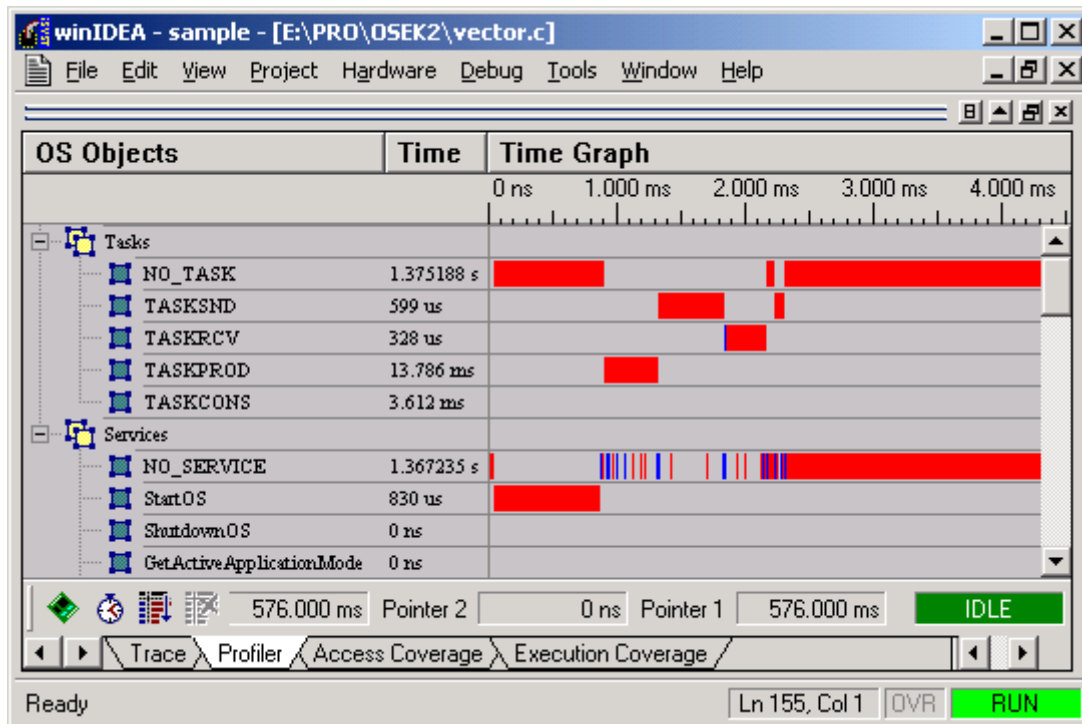 winIDEA - sample - [E:\PRO\OSEK2\vector.c]
File Edit View Project Hardware Debug Tools Window Help
OS Objects Time Time Graph
0 ns 1.000 ms 2.000 ms 3.000 ms 4.000 ms
Tasks
NO_TASK 1.375188 s
TASKSND 599 us
TASKRCV 328 us
TASKPROD 13.786 ms
TASKCONS 3.612 ms
Services
NO_SERVICE 1.367235 s
StartOS 830 us
ShutdownOS 0 ns
GetActiveApplicationMode 0 ns
576.000 ms Pointer 2 0 ns Pointer 1 576.000 ms IDLE
Trace Profiler Access Coverage Execution Coverage
Ready Ln 155, Col 1 OVR RUN